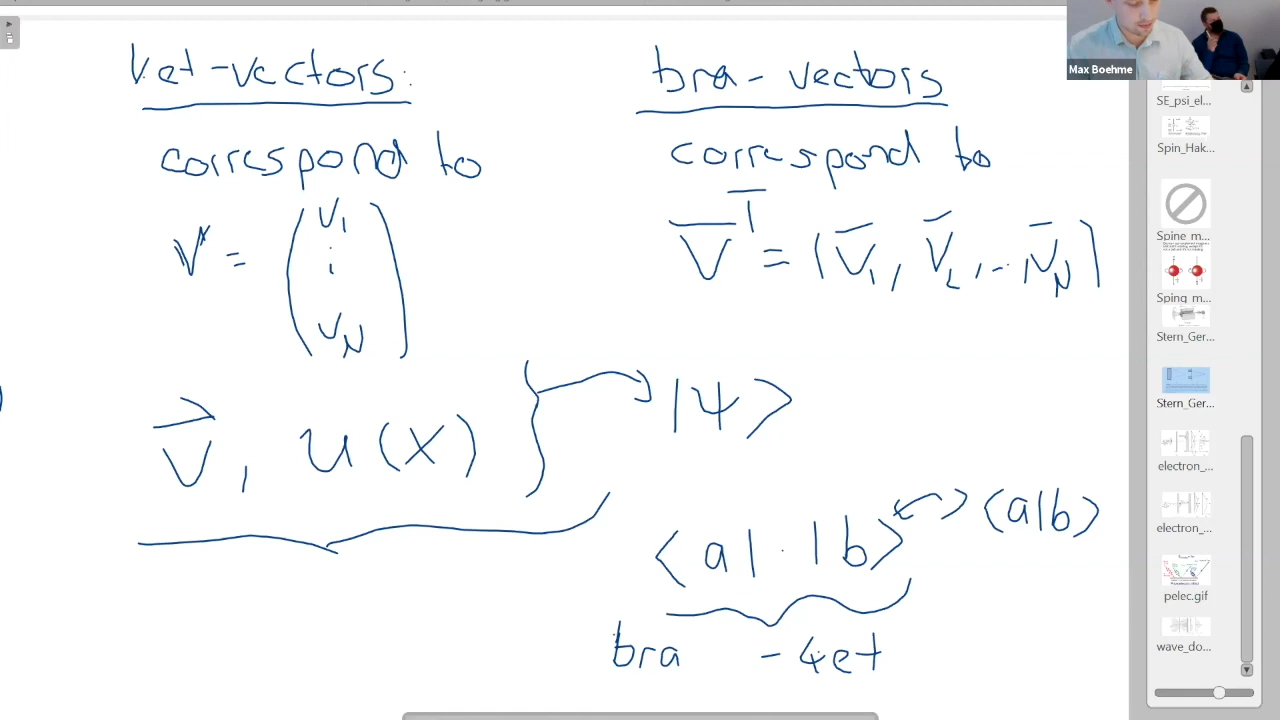 ket-vectors.
correspond to
V = (V1 ⋮ VN)
v⃗, u(x)
bra-vectors
correspond to
V̄ᵀ = (V̄1, V̄2, ... V̄N)
|ψ>
<a| · |b> ↔ <a|b>
bra - ket
Max Boehme
SE_psi_el...
Spin_Hak...
Spine_m...
Sping_m...
Stern_Ger...
Stern_Ger...
electron_...
electron_...
pelec.gif
wave_do...